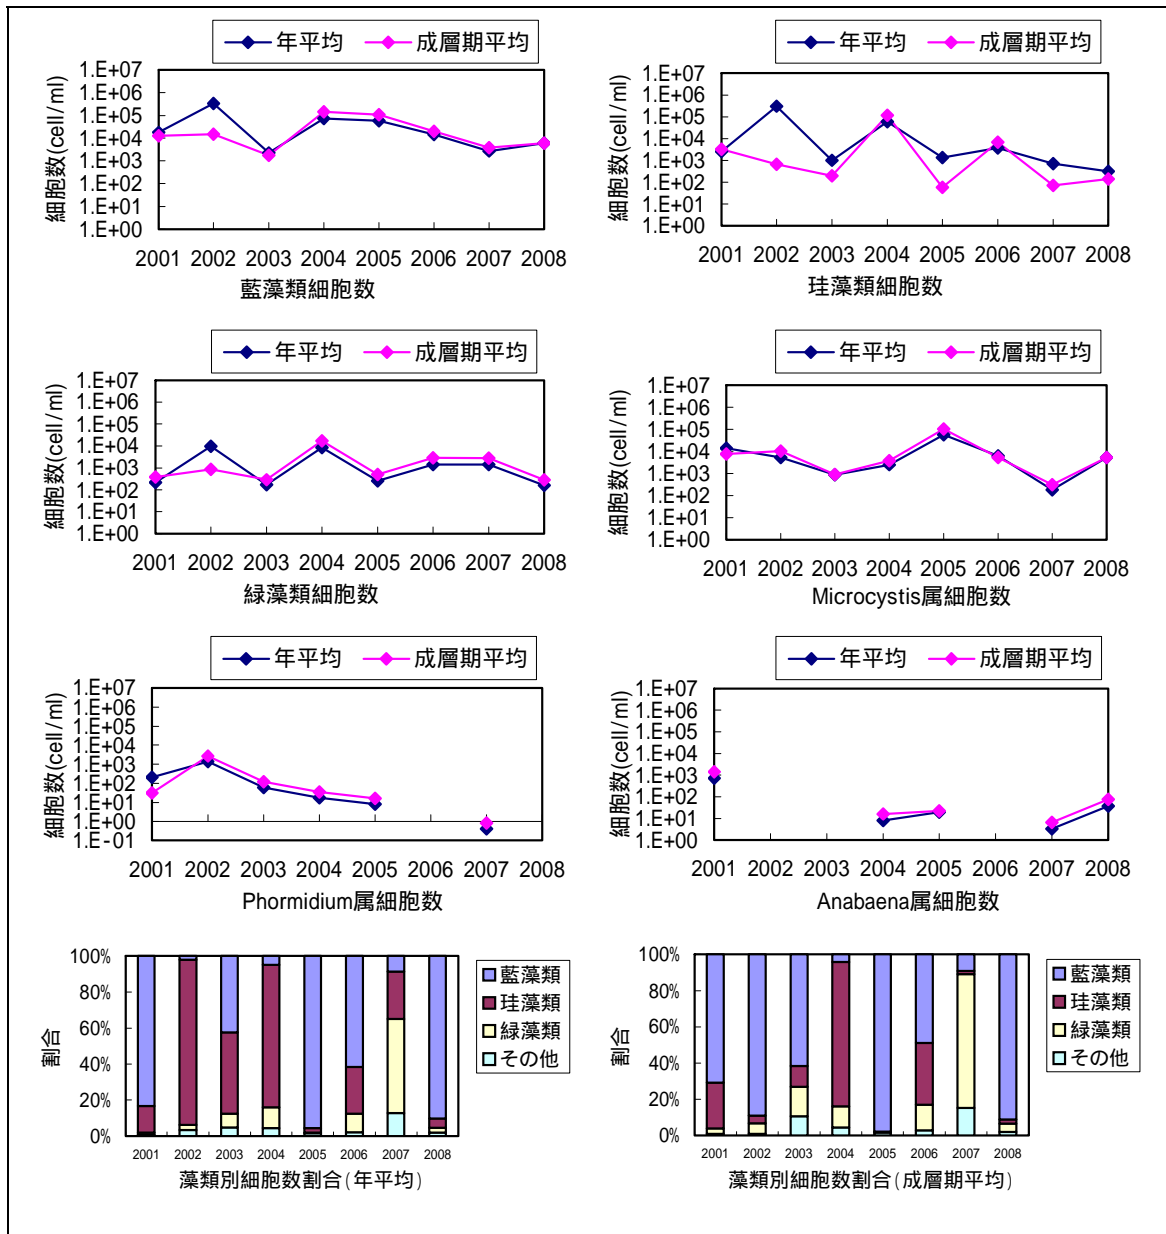 年平均 成層期平均
細胞数(cell/ml)
1.E+07
1.E+06
1.E+05
1.E+04
1.E+03
1.E+02
1.E+01
1.E+00
2001 2002 2003 2004 2005 2006 2007 2008
藍藻類細胞数
年平均 成層期平均
細胞数(cell/ml)
1.E+07
1.E+06
1.E+05
1.E+04
1.E+03
1.E+02
1.E+01
1.E+00
2001 2002 2003 2004 2005 2006 2007 2008
珪藻類細胞数
年平均 成層期平均
細胞数(cell/ml)
1.E+07
1.E+06
1.E+05
1.E+04
1.E+03
1.E+02
1.E+01
1.E+00
2001 2002 2003 2004 2005 2006 2007 2008
緑藻類細胞数
年平均 成層期平均
細胞数(cell/ml)
1.E+07
1.E+06
1.E+05
1.E+04
1.E+03
1.E+02
1.E+01
1.E+00
2001 2002 2003 2004 2005 2006 2007 2008
Microcystis属細胞数
年平均 成層期平均
細胞数(cell/ml)
1.E+07
1.E+06
1.E+05
1.E+04
1.E+03
1.E+02
1.E+01
1.E+00
1.E-01
2001 2002 2003 2004 2005 2006 2007 2008
Phormidium属細胞数
年平均 成層期平均
細胞数(cell/ml)
1.E+07
1.E+06
1.E+05
1.E+04
1.E+03
1.E+02
1.E+01
1.E+00
2001 2002 2003 2004 2005 2006 2007 2008
Anabaena属細胞数
割合
100%
80%
60%
40%
20%
0%
2001 2002 2003 2004 2005 2006 2007 2008
藍藻類
珪藻類
緑藻類
その他
藻類別細胞数割合(年平均)
割合
100%
80%
60%
40%
20%
0%
2001 2002 2003 2004 2005 2006 2007 2008
藍藻類
珪藻類
緑藻類
その他
藻類別細胞数割合(成層期平均)